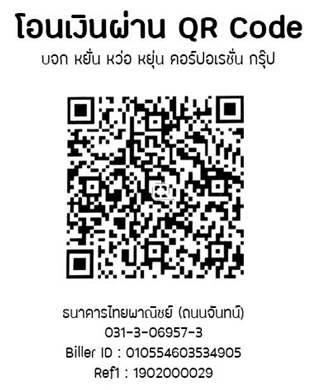 โอนเงินผ่าน QR Code
บจก หยั่น หว่อ หยุ่น คอร์ปอเรชั่น กรุ๊ป
ธนาคารไทยพาณิชย์ (ถนนจันทน์)
031-3-06957-3
Biller ID : 010554603534905
Ref1 : 1902000029